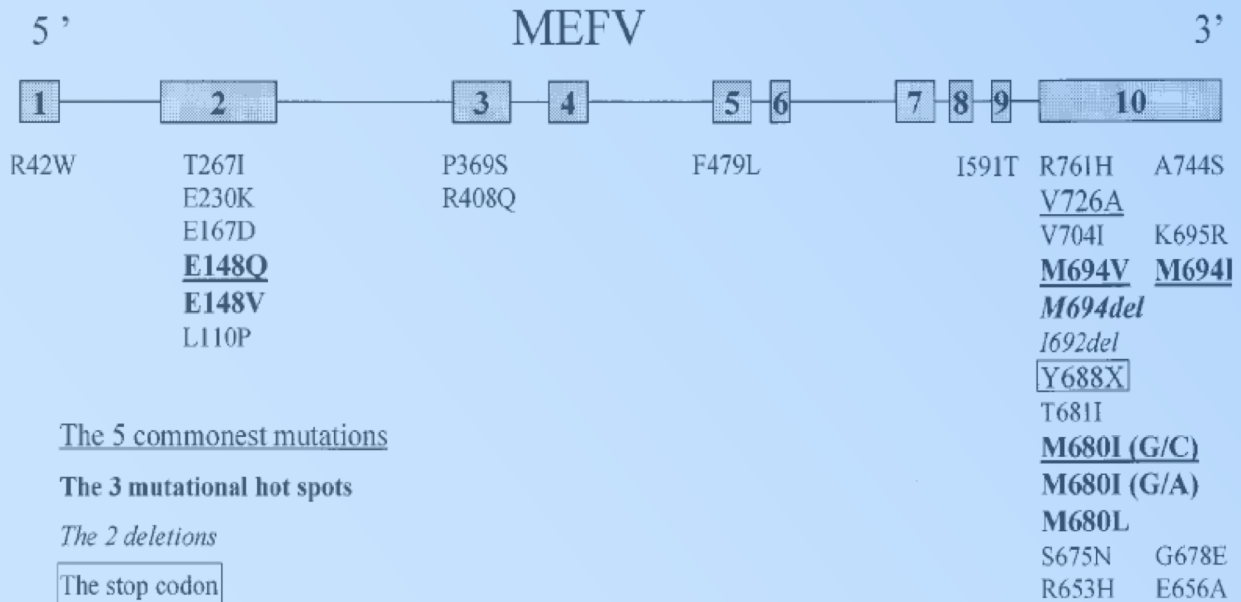 5 ’ MEFV 3’
1 2 3 4 5 6 7 8 9 10
R42W T267I P369S F479L I591T R761H A744S
E230K R408Q V726A
E167D V704I K695R
E148Q M694V M694I
E148V M694del
L110P I692del
Y688X
T681I
The 5 commonest mutations
M680I (G/C)
The 3 mutational hot spots
M680I (G/A)
M680L
The 2 deletions
S675N G678E
The stop codon
R653H E656A